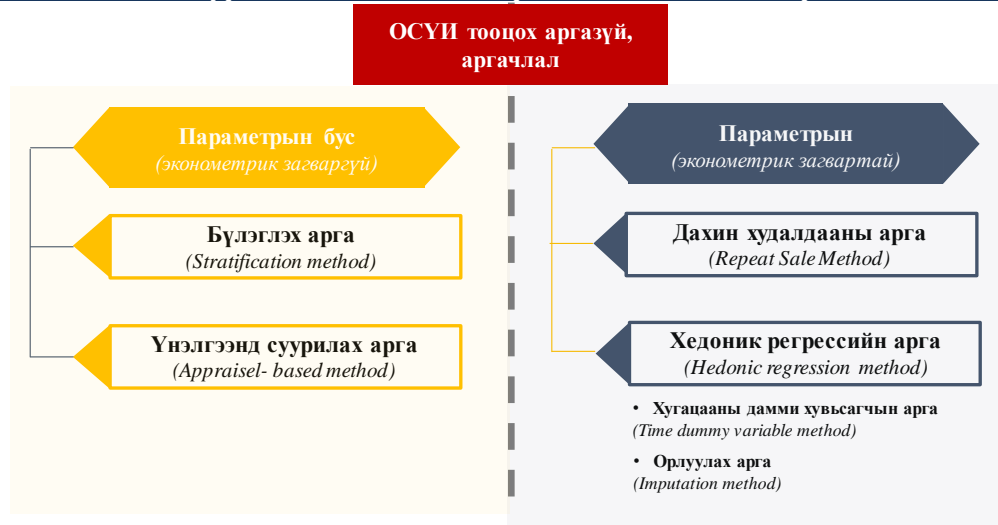 ОСҮИ тооцох аргазүй,
аргачлал
Параметрын бус
(эконометрик загваргүй)
Бүлэглэх арга
(Stratification method)
Үнэлгээнд суурилах арга
(Appraisel- based method)
Параметрын
(эконометрик загвартай)
Дахин худалдааны арга
(Repeat Sale Method)
Хедоник регрессийн арга
(Hedonic regression method)
• Хугацааны дамми хувьсагчын арга
(Time dummy variable method)
• Орлуулах арга
(Imputation method)